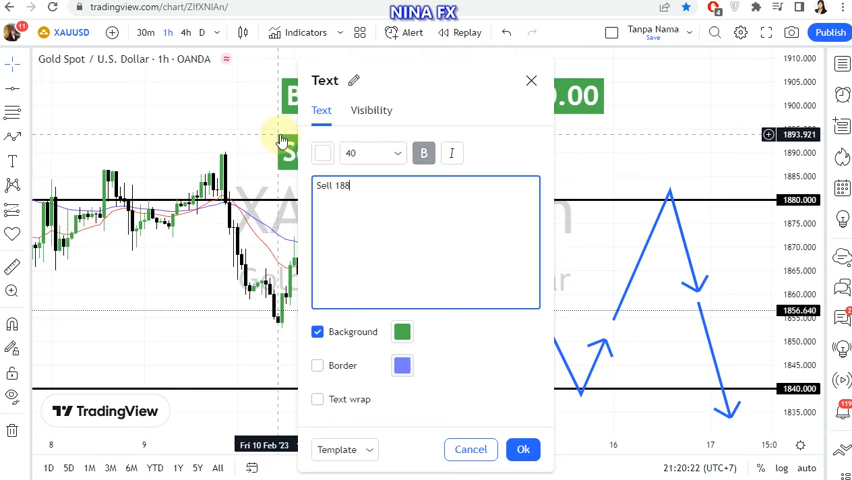 NINA FX
tradingview.com/chart/ZIfXNIAn/
11
XAUUSD
30m
1h
4h
D
Indicators
Alert
Replay
Tanpa Nama
Save
Publish
Gold Spot / U.S. Dollar · 1h · OANDA
B
0.00
Se
Text
Text
Visibility
40
B
I
Sell 188
Background
Border
Text wrap
Template
Cancel
Ok
1910.000
1905.000
1900.000
1893.921
1890.000
1885.000
1880.000
1875.000
1870.000
1865.000
1860.000
1856.640
1850.000
1845.000
1840.000
1835.000
TradingView
8
9
Fri 10 Feb '23
16
17
15:0
1D
5D
1M
3M
6M
YTD
1Y
5Y
All
21:20:22 (UTC+7)
%
log
auto